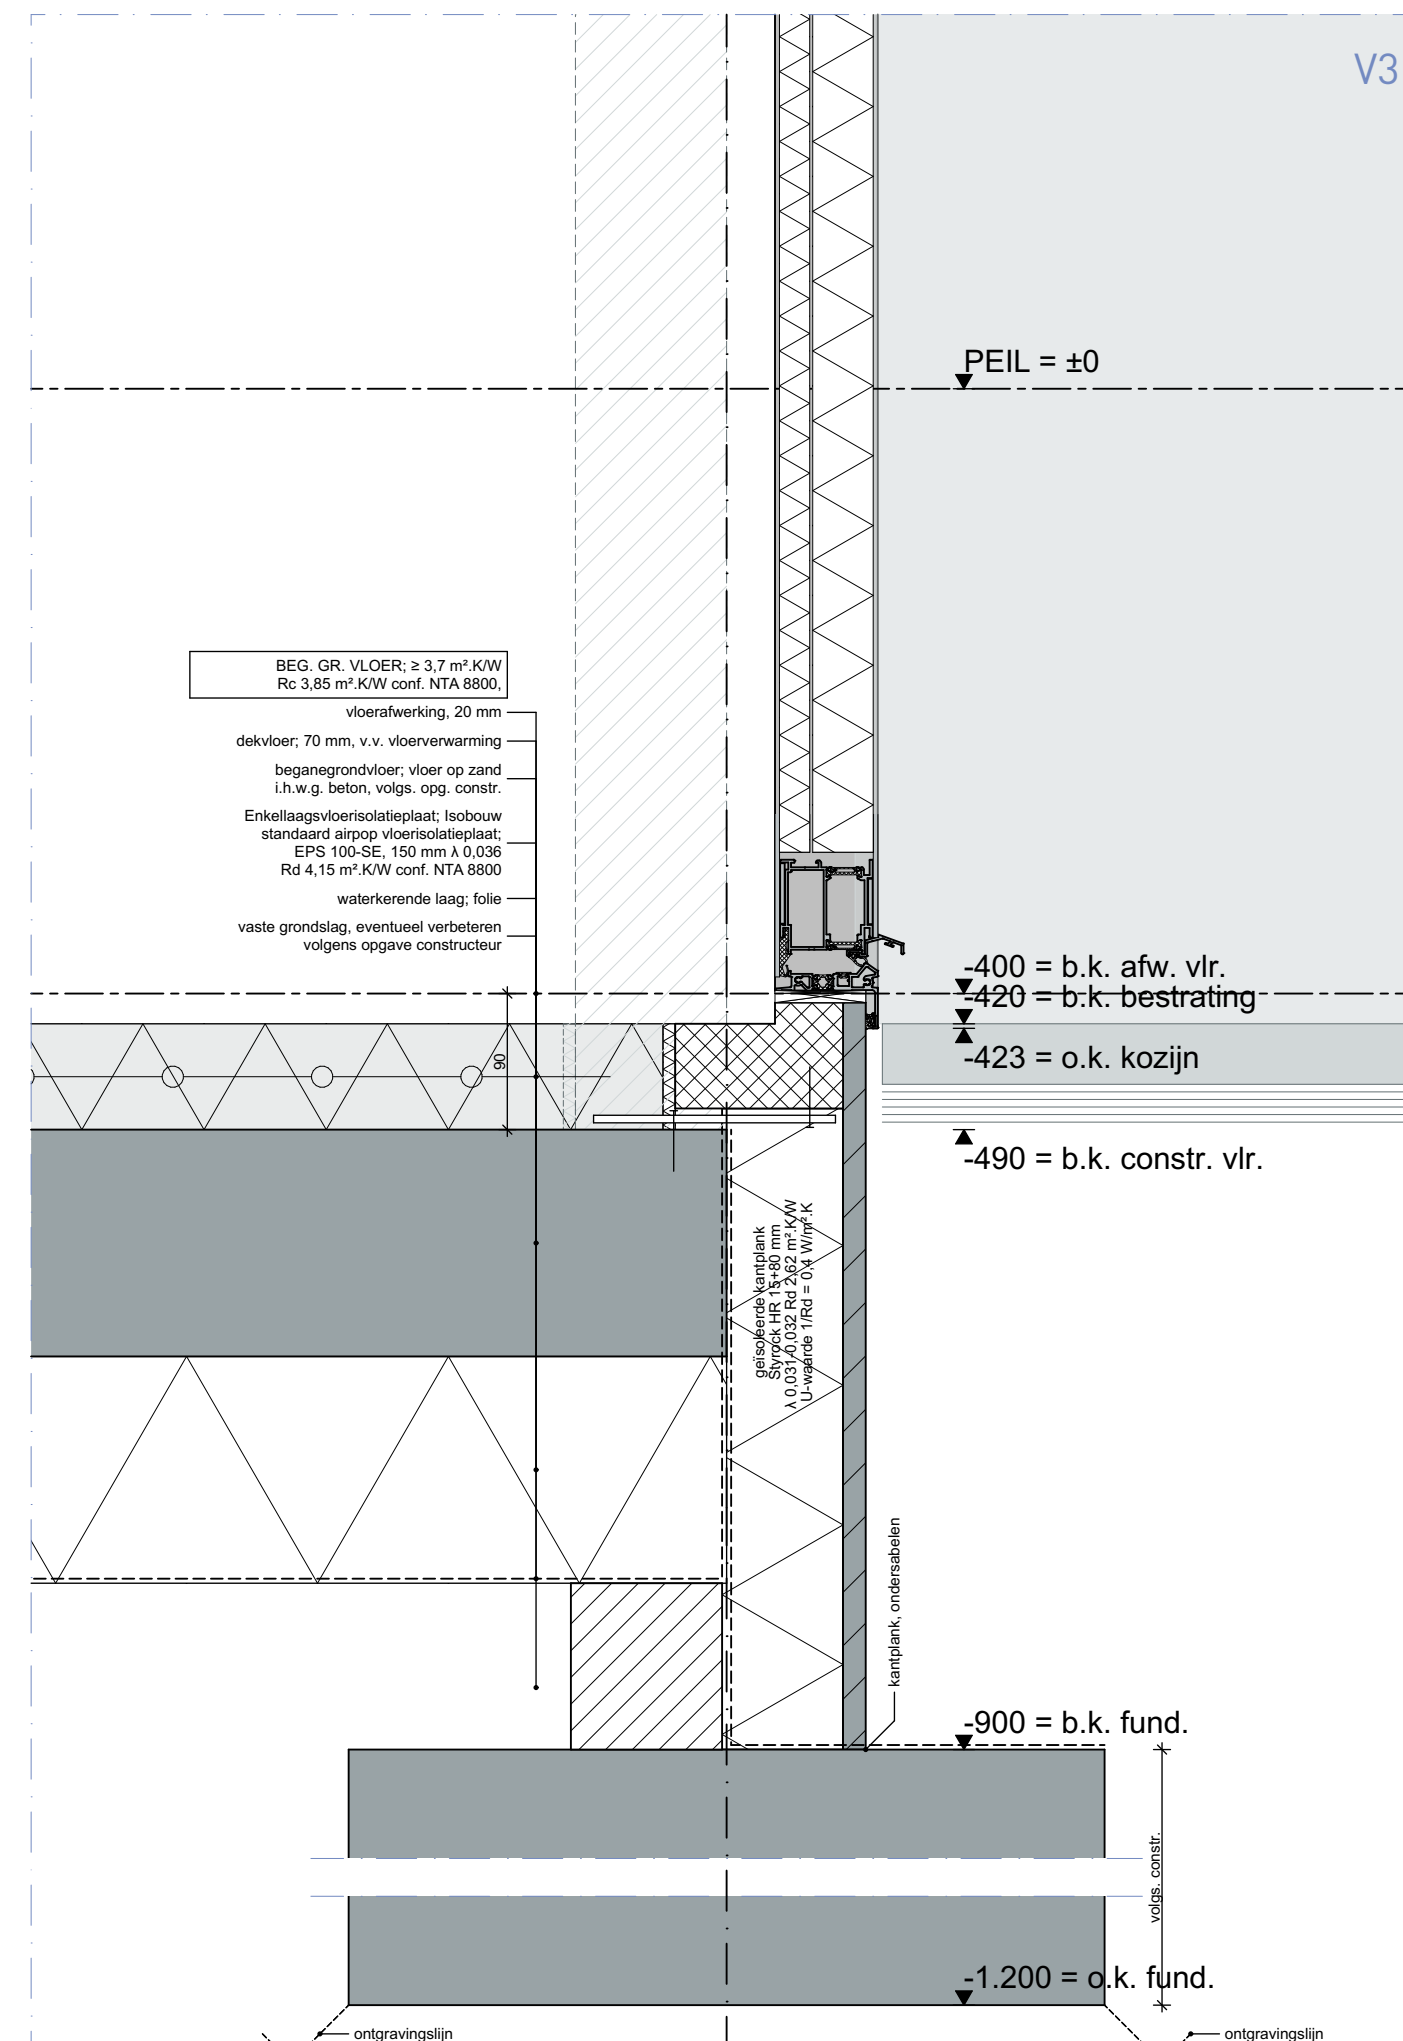 V3
PEIL = ±0
BEG. GR. VLOER; ≥ 3,7 m².K/W
Rc 3,85 m².K/W conf. NTA 8800,
vloerafwerking, 20 mm
dekvloer; 70 mm, v.v. vloerverwarming
beganegrondvloer; vloer op zand
i.h.w.g. beton, volgs. opg. constr.
Enkellaagsvloerisolatieplaat; Isobouw
standaard airpop vloerisolatieplaat;
EPS 100-SE, 150 mm λ 0,036
Rd 4,15 m².K/W conf. NTA 8800
waterkerende laag; folie
vaste grondslag, eventueel verbeteren
volgens opgave constructeur
-400 = b.k. afw. vlr.
-420 = b.k. bestrating
-423 = o.k. kozijn
90
-490 = b.k. constr. vlr.
geïsoleerde kantplank
Styrock HR 15+80 mm
λ 0,031-0,032 Rd 2,62 m².K/W
U-waarde 1/Rd = 0,4 W/m².K
kantplank, ondersabelen
-900 = b.k. fund.
volgs. constr.
-1.200 = o.k. fund.
ontgravingslijn
ontgravingslijn